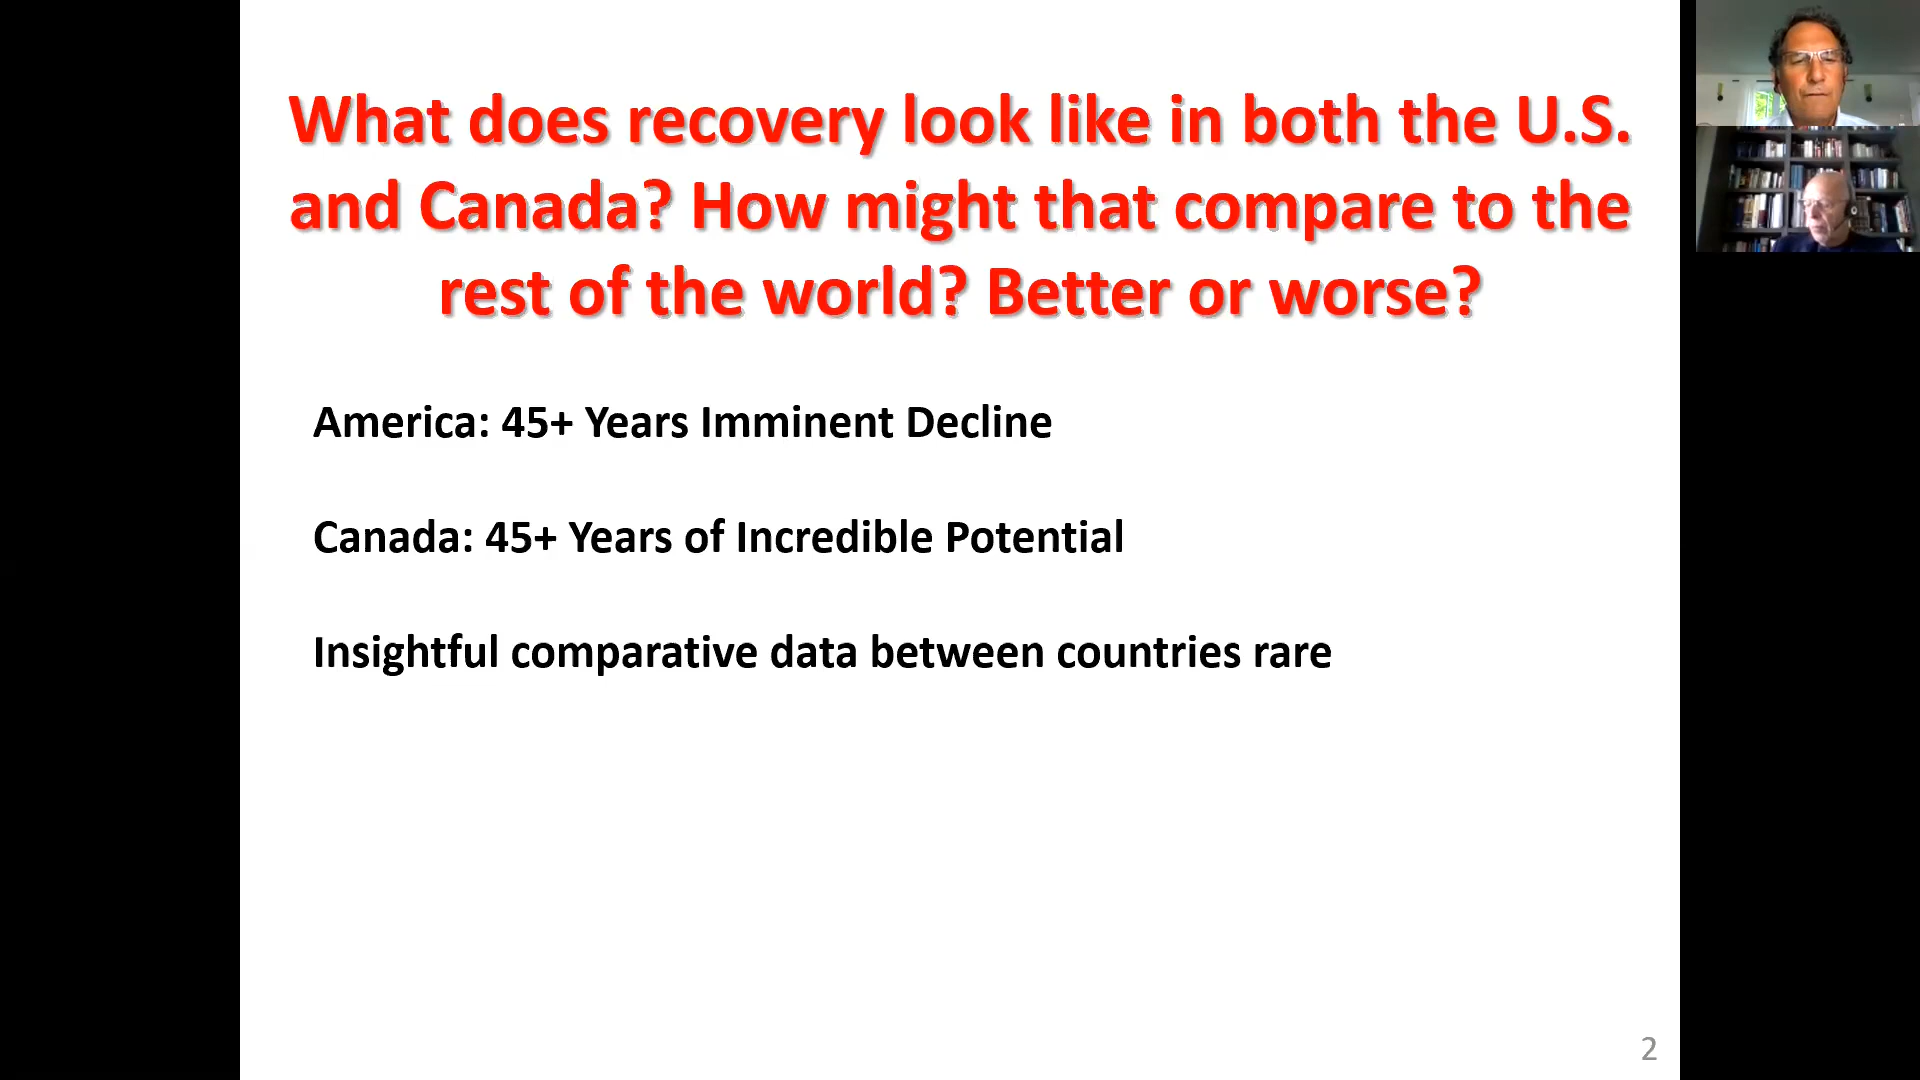 What does recovery look like in both the U.S.
and Canada? How might that compare to the
rest of the world? Better or worse?
America: 45+ Years Imminent Decline
Canada: 45+ Years of Incredible Potential
Insightful comparative data between countries rare
2